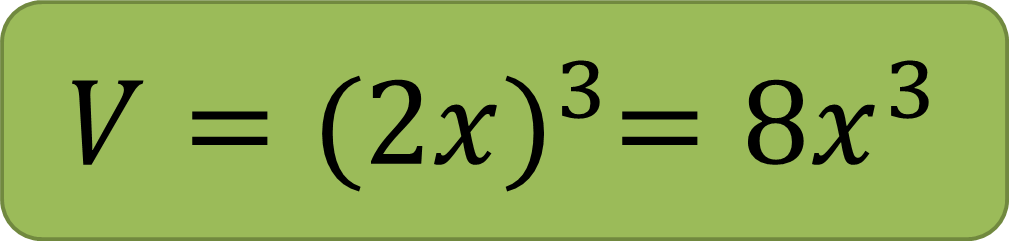 V = (2x)³= 8x³